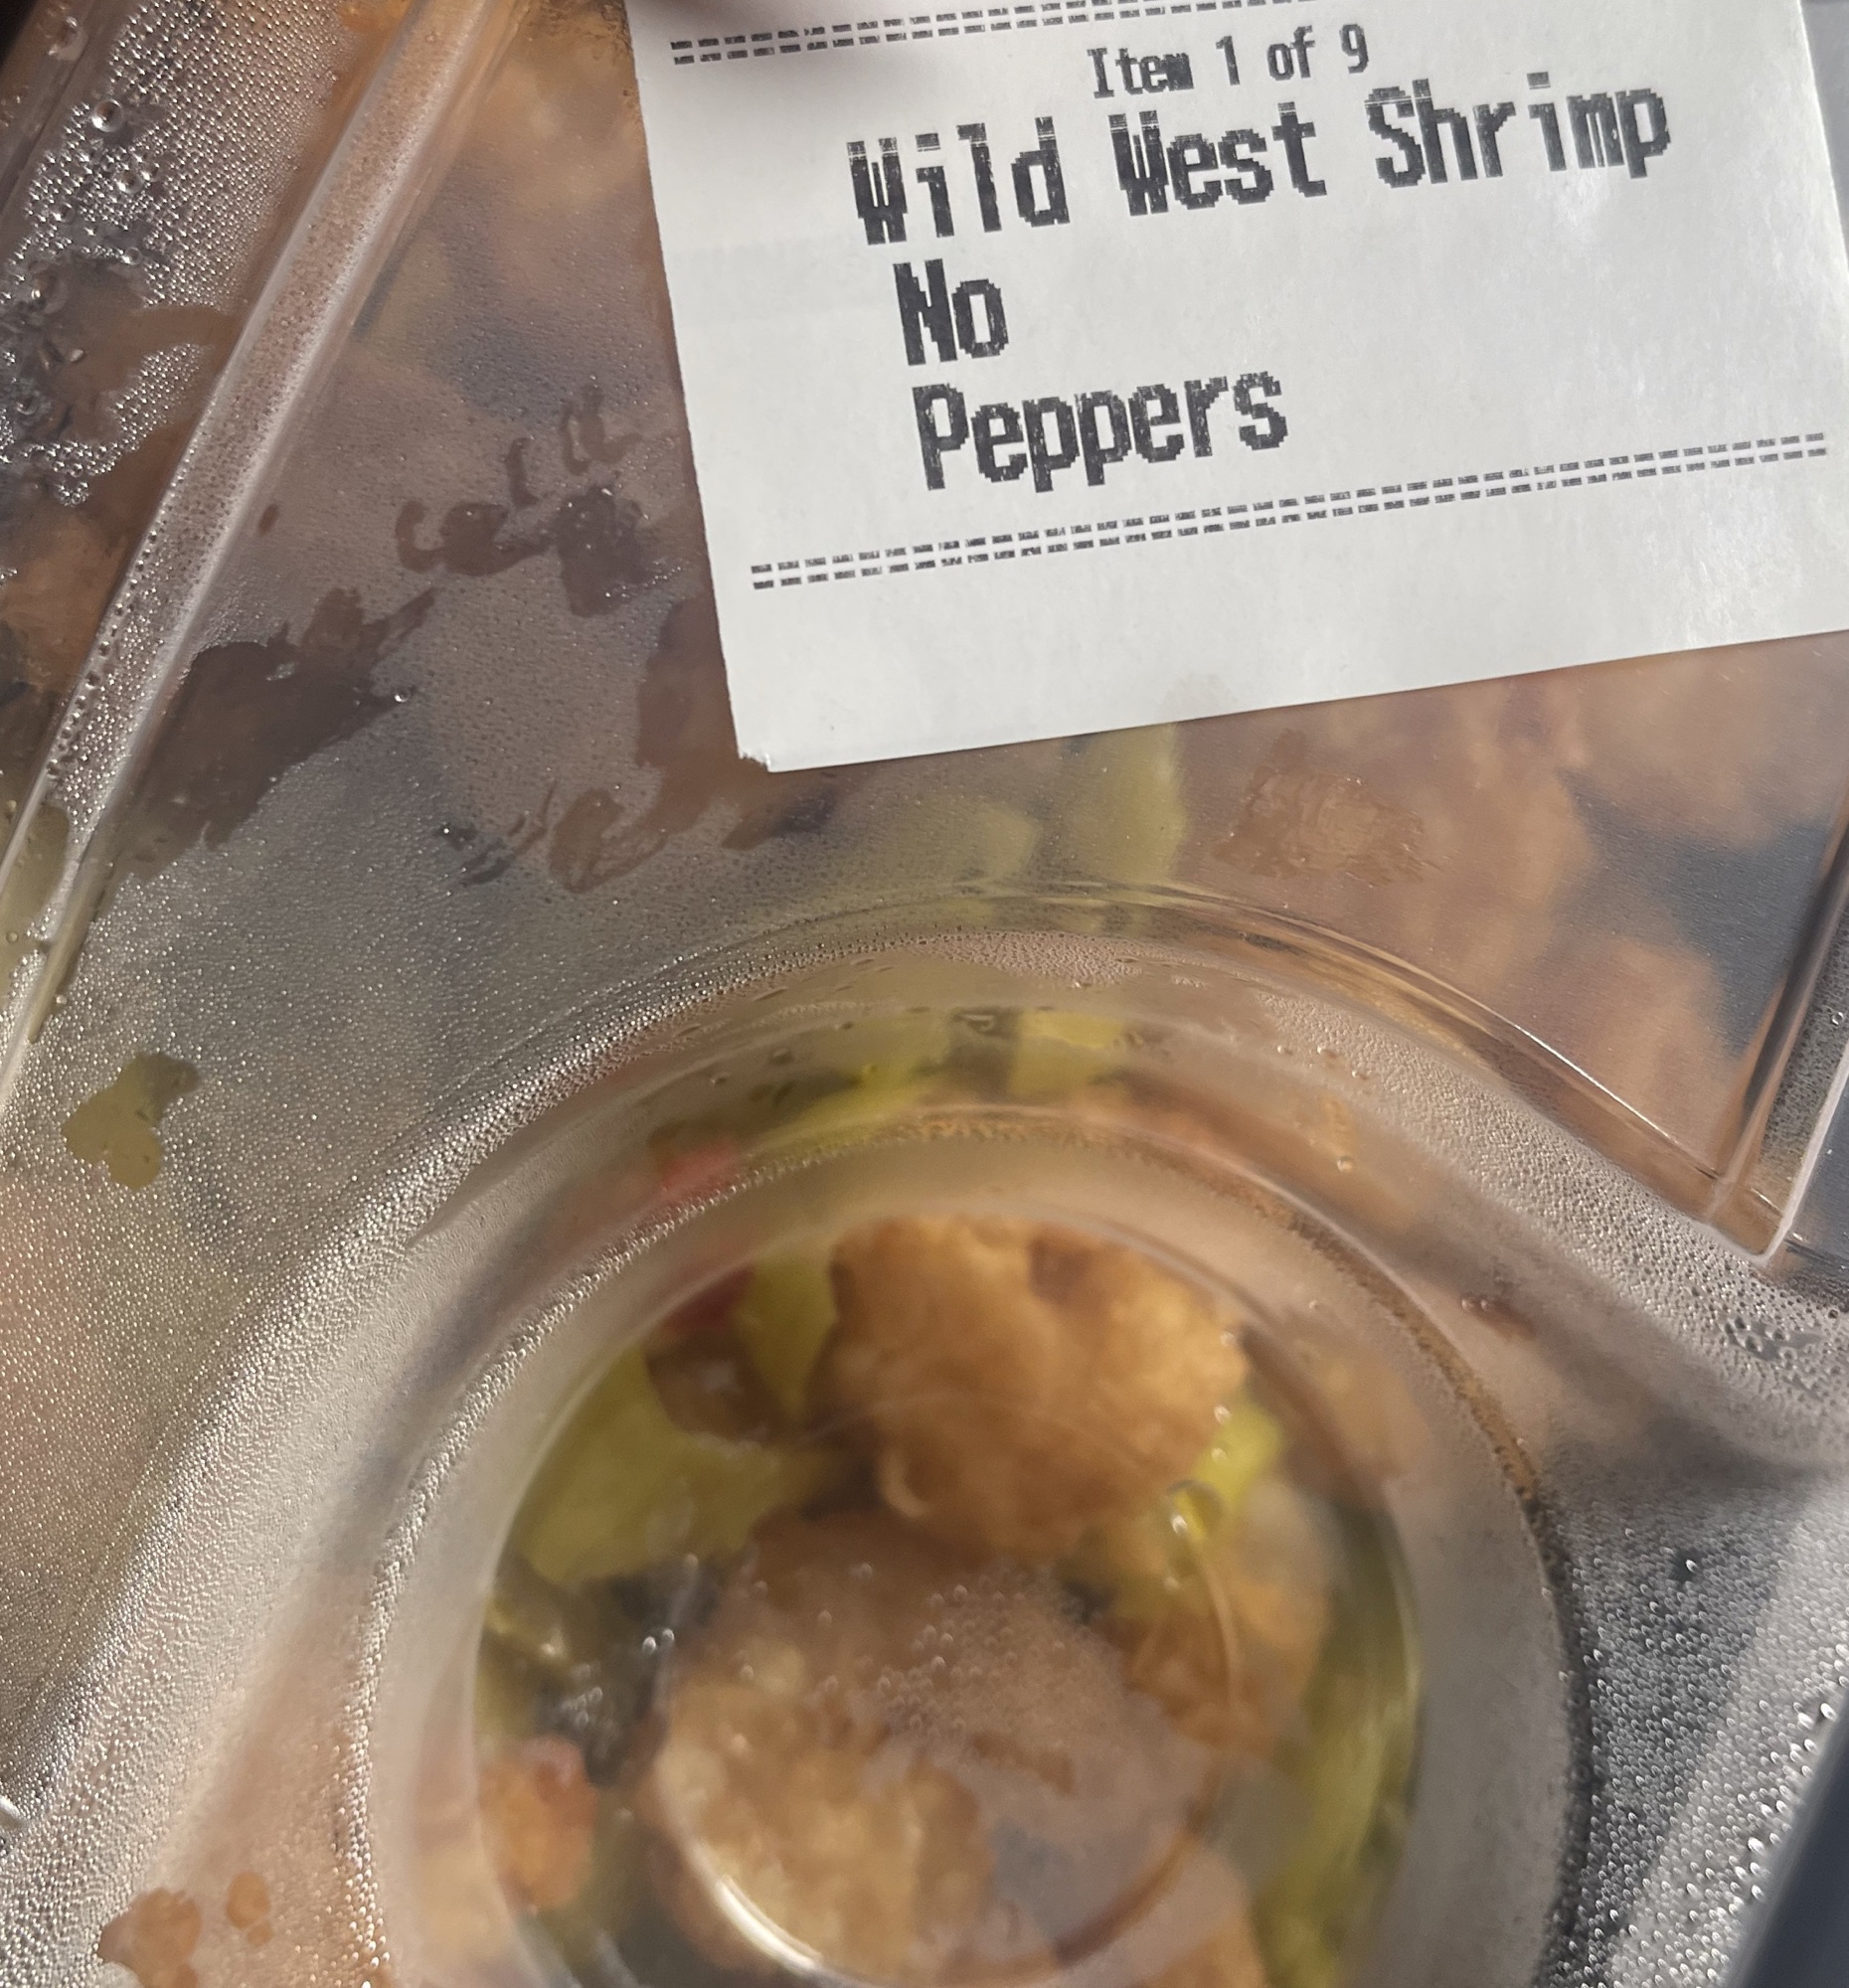 Item 1 of 9
Wild West Shrimp
No
Peppers